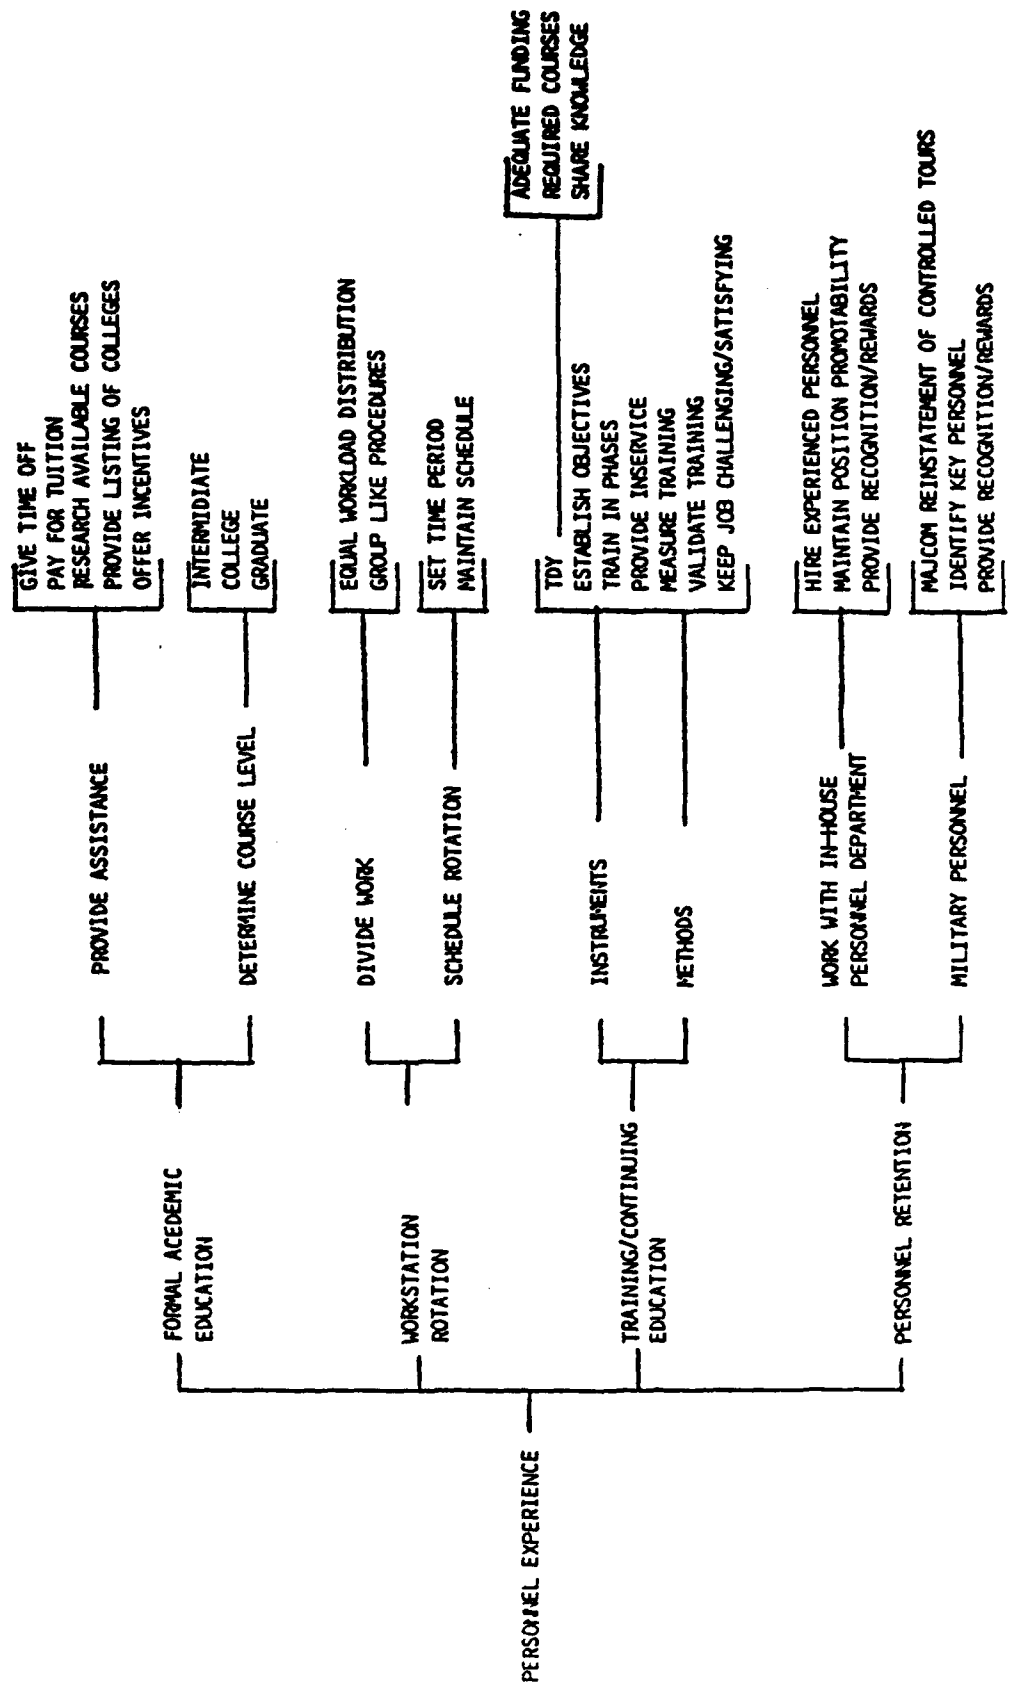 PERSONNEL EXPERIENCE
FORMAL ACEDEMIC
EDUCATION
PROVIDE ASSISTANCE
GIVE TIME OFF
PAY FOR TUITION
RESEARCH AVAILABLE COURSES
PROVIDE LISTING OF COLLEGES
OFFER INCENTIVES
DETERMINE COURSE LEVEL
INTERMIDIATE
COLLEGE
GRADUATE
WORKSTATION
ROTATION
DIVIDE WORK
EQUAL WORKLOAD DISTRIBUTION
GROUP LIKE PROCEDURES
SCHEDULE ROTATION
SET TIME PERIOD
MAINTAIN SCHEDULE
TRAINING/CONTINUING
EDUCATION
INSTRUMENTS
METHODS
TDY
ESTABLISH OBJECTIVES
TRAIN IN PHASES
PROVIDE INSERVICE
MEASURE TRAINING
VALIDATE TRAINING
KEEP JOB CHALLENGING/SATISFYING
ADEQUATE FUNDING
REQUIRED COURSES
SHARE KNOWLEDGE
PERSONNEL RETENTION
WORK WITH IN-HOUSE
PERSONNEL DEPARTMENT
HIRE EXPERIENCED PERSONNEL
MAINTAIN POSITION PROMOTABILITY
PROVIDE RECOGNITION/REWARDS
MILITARY PERSONNEL
MAJCOM REINSTATEMENT OF CONTROLLED TOURS
IDENTIFY KEY PERSONNEL
PROVIDE RECOGNITION/REWARDS